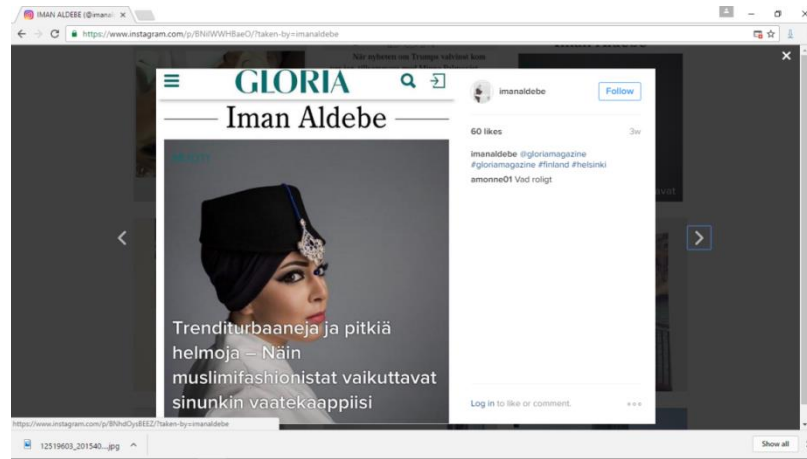 IMAN ALDEBE (@imanal
https://www.instagram.com/p/BNiIWWHBaeO/?taken-by=imanaldebe
GLORIA
Iman Aldebe
Trenditurbaaneja ja pitkiä
helmoja – Näin
muslimifashionistat vaikuttavat
sinunkin vaatekaappiisi
imanaldebe
Follow
60 likes
3w
imanaldebe @gloriamagazine
#gloriamagazine #finland #helsinki
amonne01 Vad roligt
Log in to like or comment.
https://www.instagram.com/p/BNhdOysBEEZ/?taken-by=imanaldebe
12519603_201540....jpg
Show all